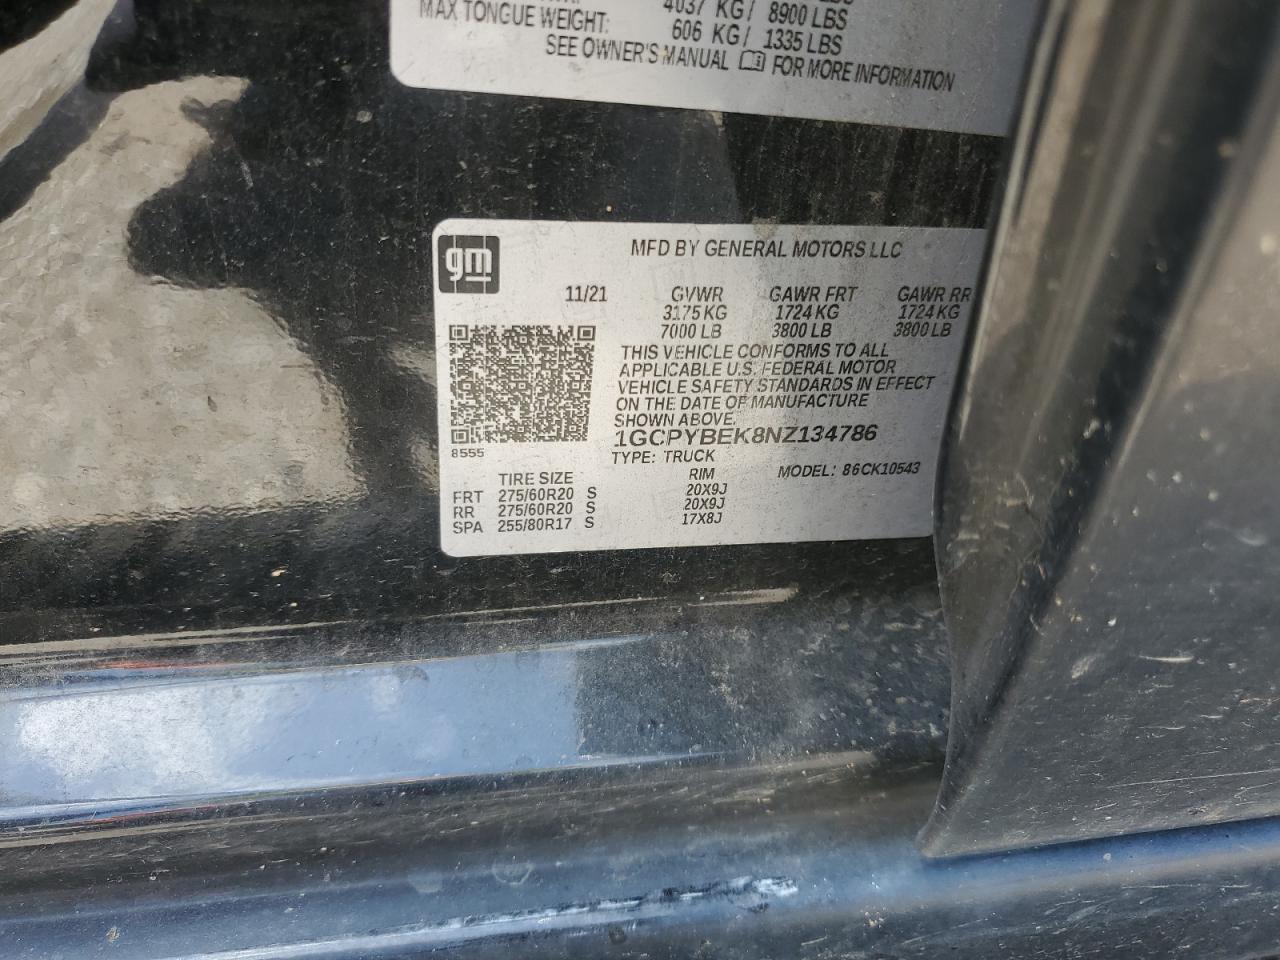 4037 KG/ 8900 LBS
MAX TONGUE WEIGHT: 606 KG/ 1335 LBS
SEE OWNER'S MANUAL FOR MORE INFORMATION
gm
MFD BY GENERAL MOTORS LLC
11/21 GVWR GAWR FRT GAWR RR
3175 KG 1724 KG 1724 KG
7000 LB 3800 LB 3800 LB
THIS VEHICLE CONFORMS TO ALL
APPLICABLE U.S. FEDERAL MOTOR
VEHICLE SAFETY STANDARDS IN EFFECT
ON THE DATE OF MANUFACTURE
SHOWN ABOVE.
1GCPYBEK8NZ134786
8555
TYPE: TRUCK
MODEL: 86CK10543
TIRE SIZE RIM
FRT 275/60R20 S 20X9J
RR 275/60R20 S 20X9J
SPA 255/80R17 S 17X8J